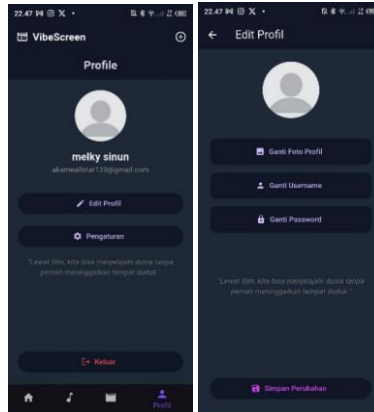 22.47
VibeScreen
Profile
melky sinun
akameallstar123@gmail.com
Edit Profil
Pengaturan
"Lewat film, kita bisa menjelajahi dunia tanpa
pernah meninggalkan tempat duduk."
Keluar
Profil
22.47
Edit Profil
Ganti Foto Profil
Ganti Username
Ganti Password
"Lewat film, kita bisa menjelajahi dunia tanpa
pernah meninggalkan tempat duduk."
Simpan Perubahan